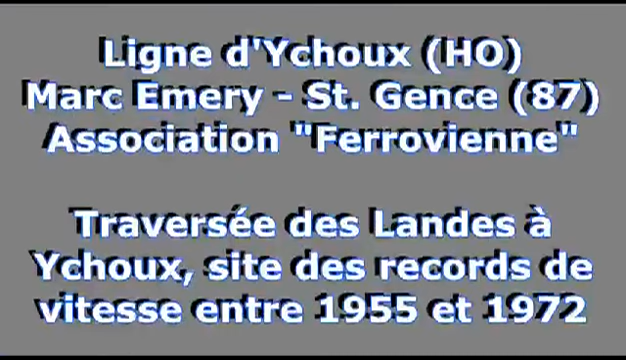 Ligne d'Ychoux (HO)
Marc Emery - St. Gence (87)
Association "Ferrovienne"
Traversée des Landes à
Ychoux, site des records de
vitesse entre 1955 et 1972